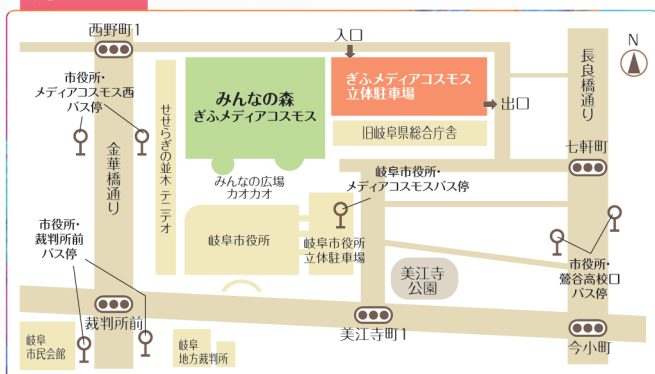 西野町1
入口
N
市役所・
メディアコスモス西
バス停
みんなの森
ぎふメディアコスモス
ぎふメディアコスモス
立体駐車場
出口
長良橋通り
旧岐阜県総合庁舎
七軒町
金華橋通り
せせらぎの並木 テニテオ
みんなの広場
カオカオ
岐阜市役所・
メディアコスモスバス停
市役所・
裁判所前
バス停
岐阜市役所
岐阜市役所
立体駐車場
美江寺
公園
市役所・
鶯谷高校口
バス停
裁判所前
美江寺町1
今小町
岐阜
市民会館
岐阜
地方裁判所